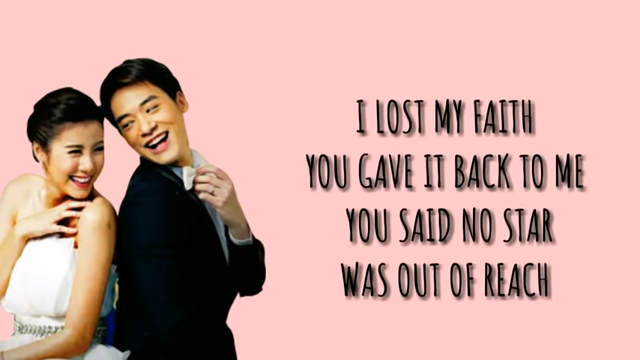 I LOST MY FAITH
YOU GAVE IT BACK TO ME
YOU SAID NO STAR
WAS OUT OF REACH